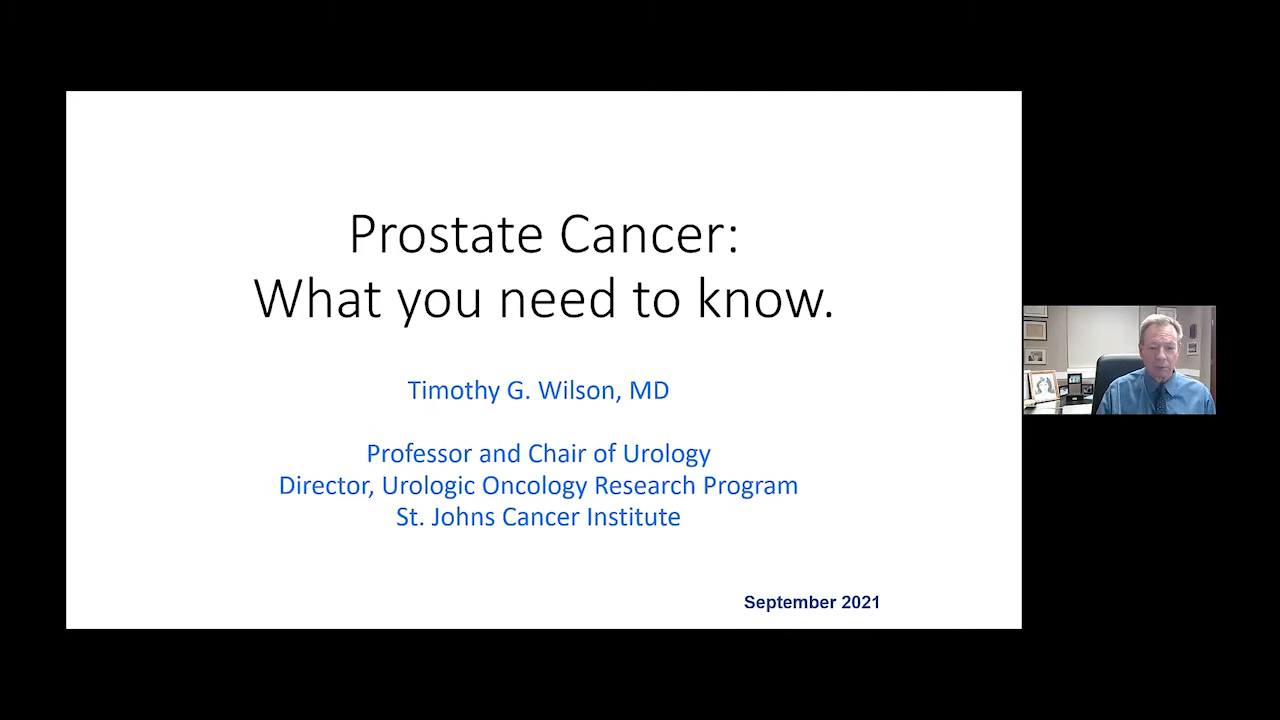 Prostate Cancer:
What you need to know.
Timothy G. Wilson, MD
Professor and Chair of Urology
Director, Urologic Oncology Research Program
St. Johns Cancer Institute
September 2021